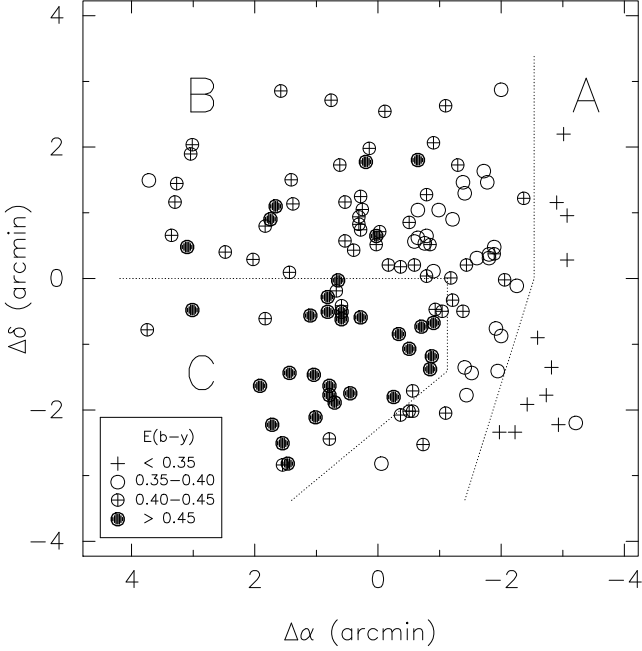 4
B
A
2
Δδ (arcmin)
0
C
−2
E(b−y)
< 0.35
0.35−0.40
0.40−0.45
> 0.45
−4
4 2 0 −2 −4
Δα (arcmin)